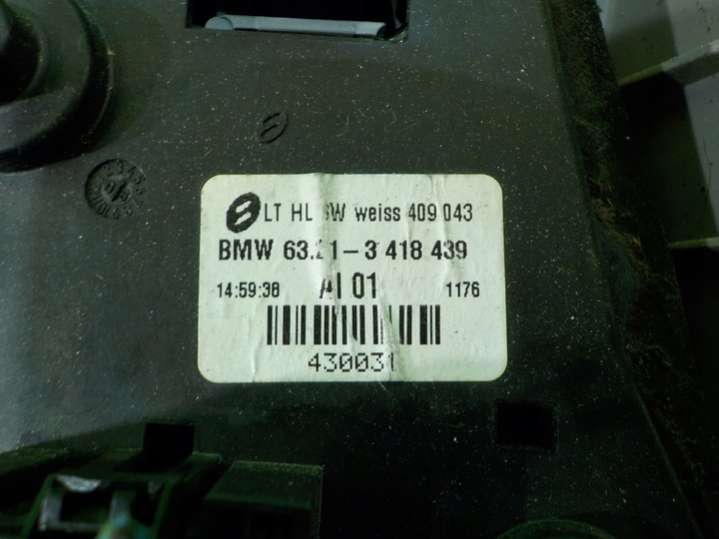 LT HL SW weiss 409 043
BMW 63.21-3 418 439
14:59:38 AI 01 1176
430031